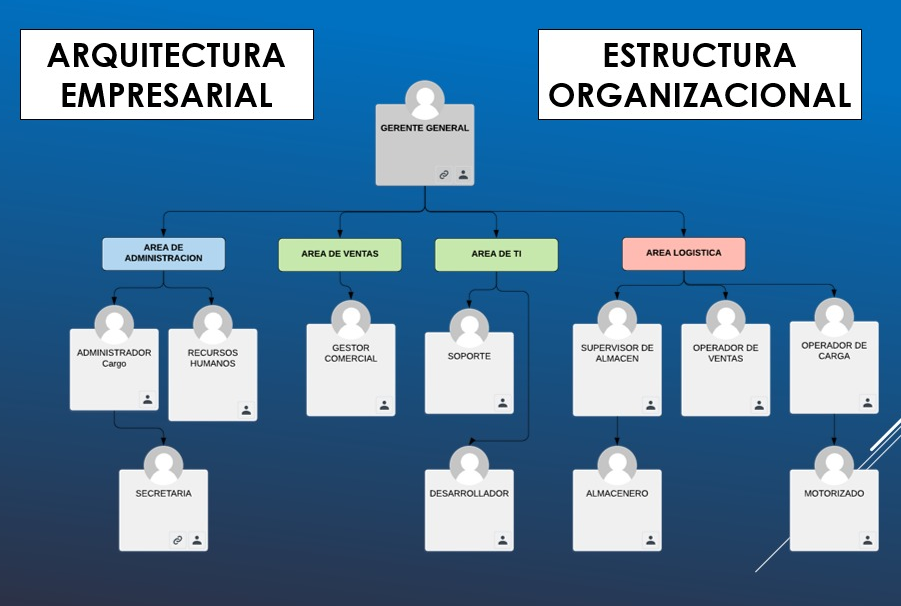 ARQUITECTURA
EMPRESARIAL
ESTRUCTURA
ORGANIZACIONAL
GERENTE GENERAL
AREA DE
ADMINISTRACION
AREA DE VENTAS
AREA DE TI
AREA LOGISTICA
ADMINISTRADOR
Cargo
RECURSOS
HUMANOS
GESTOR
COMERCIAL
SOPORTE
SUPERVISOR DE
ALMACEN
OPERADOR DE
VENTAS
OPERADOR DE
CARGA
SECRETARIA
DESARROLLADOR
ALMACENERO
MOTORIZADO